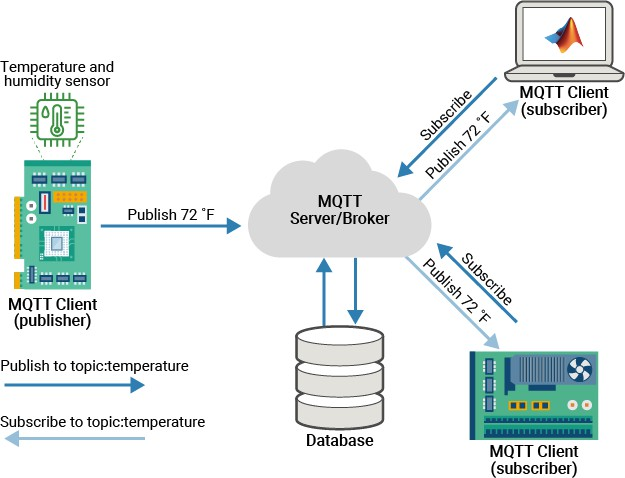 Temperature and
humidity sensor
MQTT Client
(publisher)
Publish 72 ˚F
MQTT
Server/Broker
Subscribe
Publish 72 ˚F
MQTT Client
(subscriber)
Subscribe
Publish 72 ˚F
MQTT Client
(subscriber)
Database
Publish to topic:temperature
Subscribe to topic:temperature